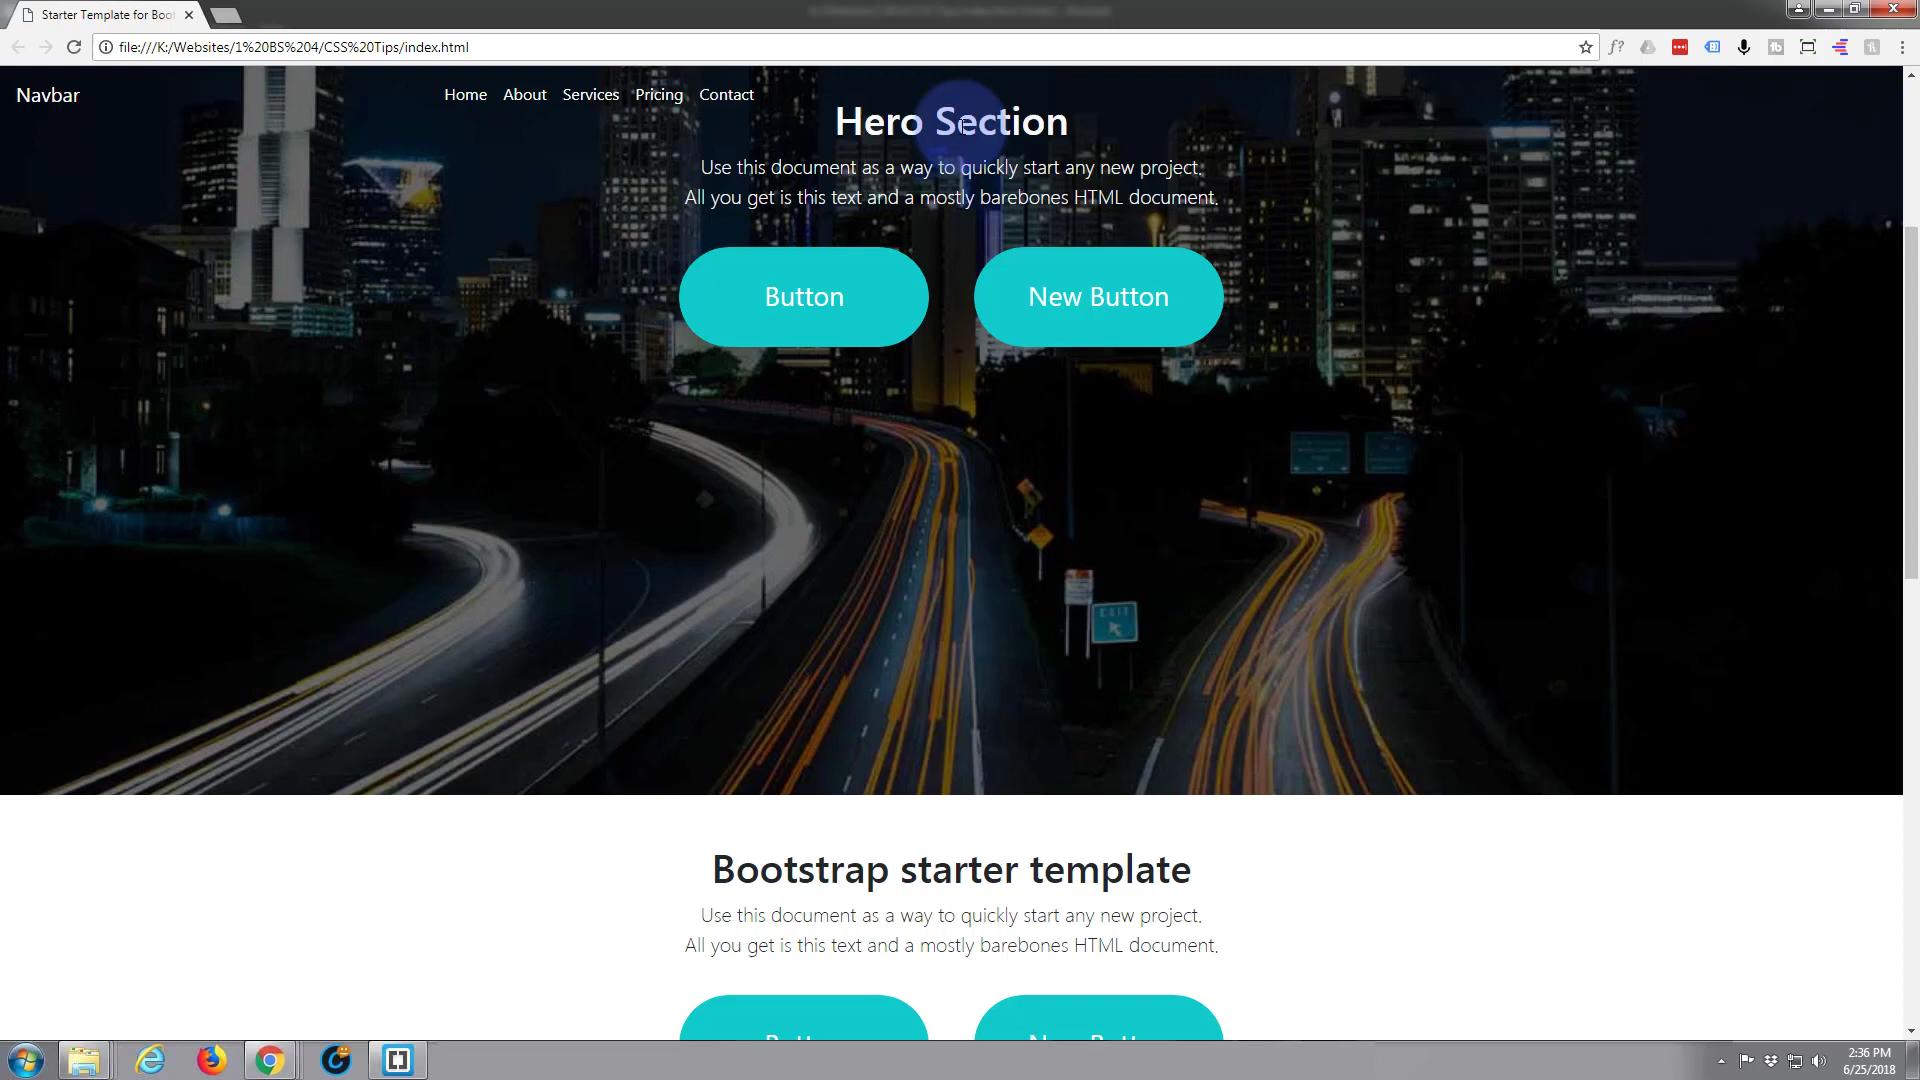 Starter Template for Boot
file:///K:/Websites/1%20BS%204/CSS%20Tips/index.html
f?
Navbar
Home About Services Pricing Contact
Hero Section
Use this document as a way to quickly start any new project.
All you get is this text and a mostly barebones HTML document.
Button
New Button
EXIT
Bootstrap starter template
Use this document as a way to quickly start any new project.
All you get is this text and a mostly barebones HTML document.
2:36 PM
6/25/2018